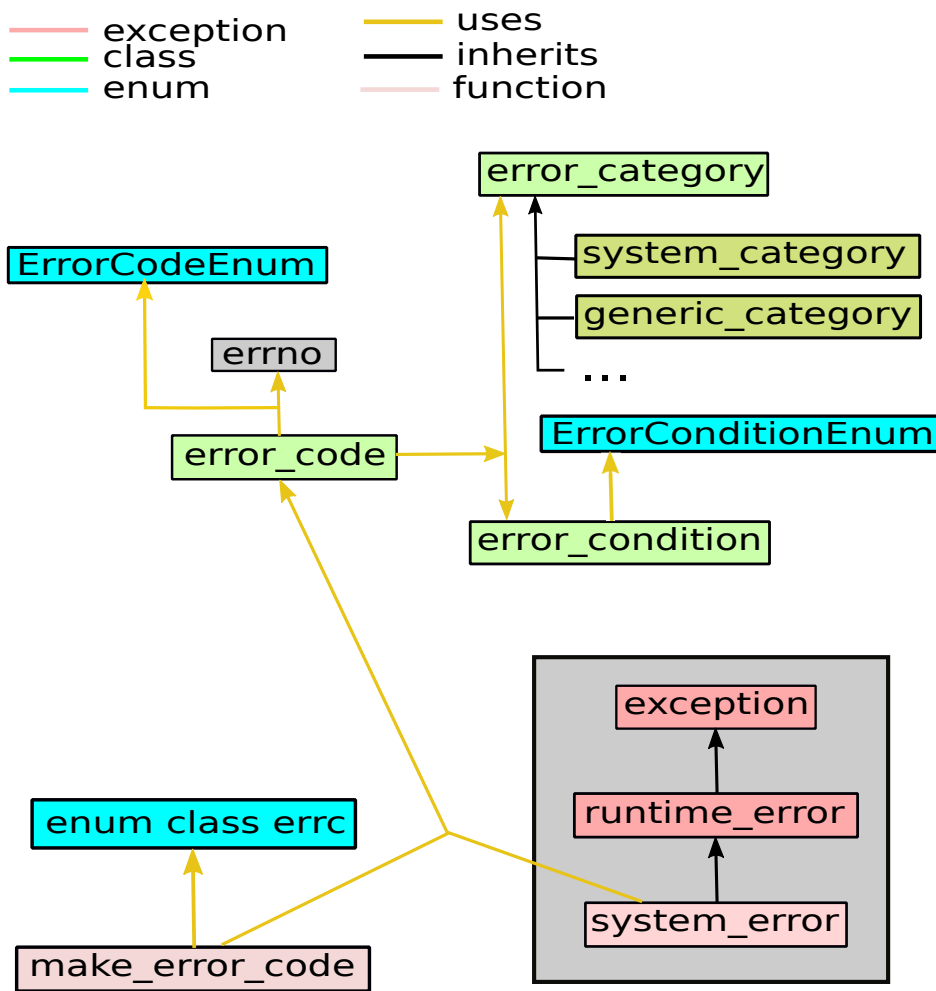 exception
class
enum
uses
inherits
function
error_category
system_category
generic_category
...
ErrorCodeEnum
errno
error_code
ErrorConditionEnum
error_condition
exception
runtime_error
system_error
enum class errc
make_error_code